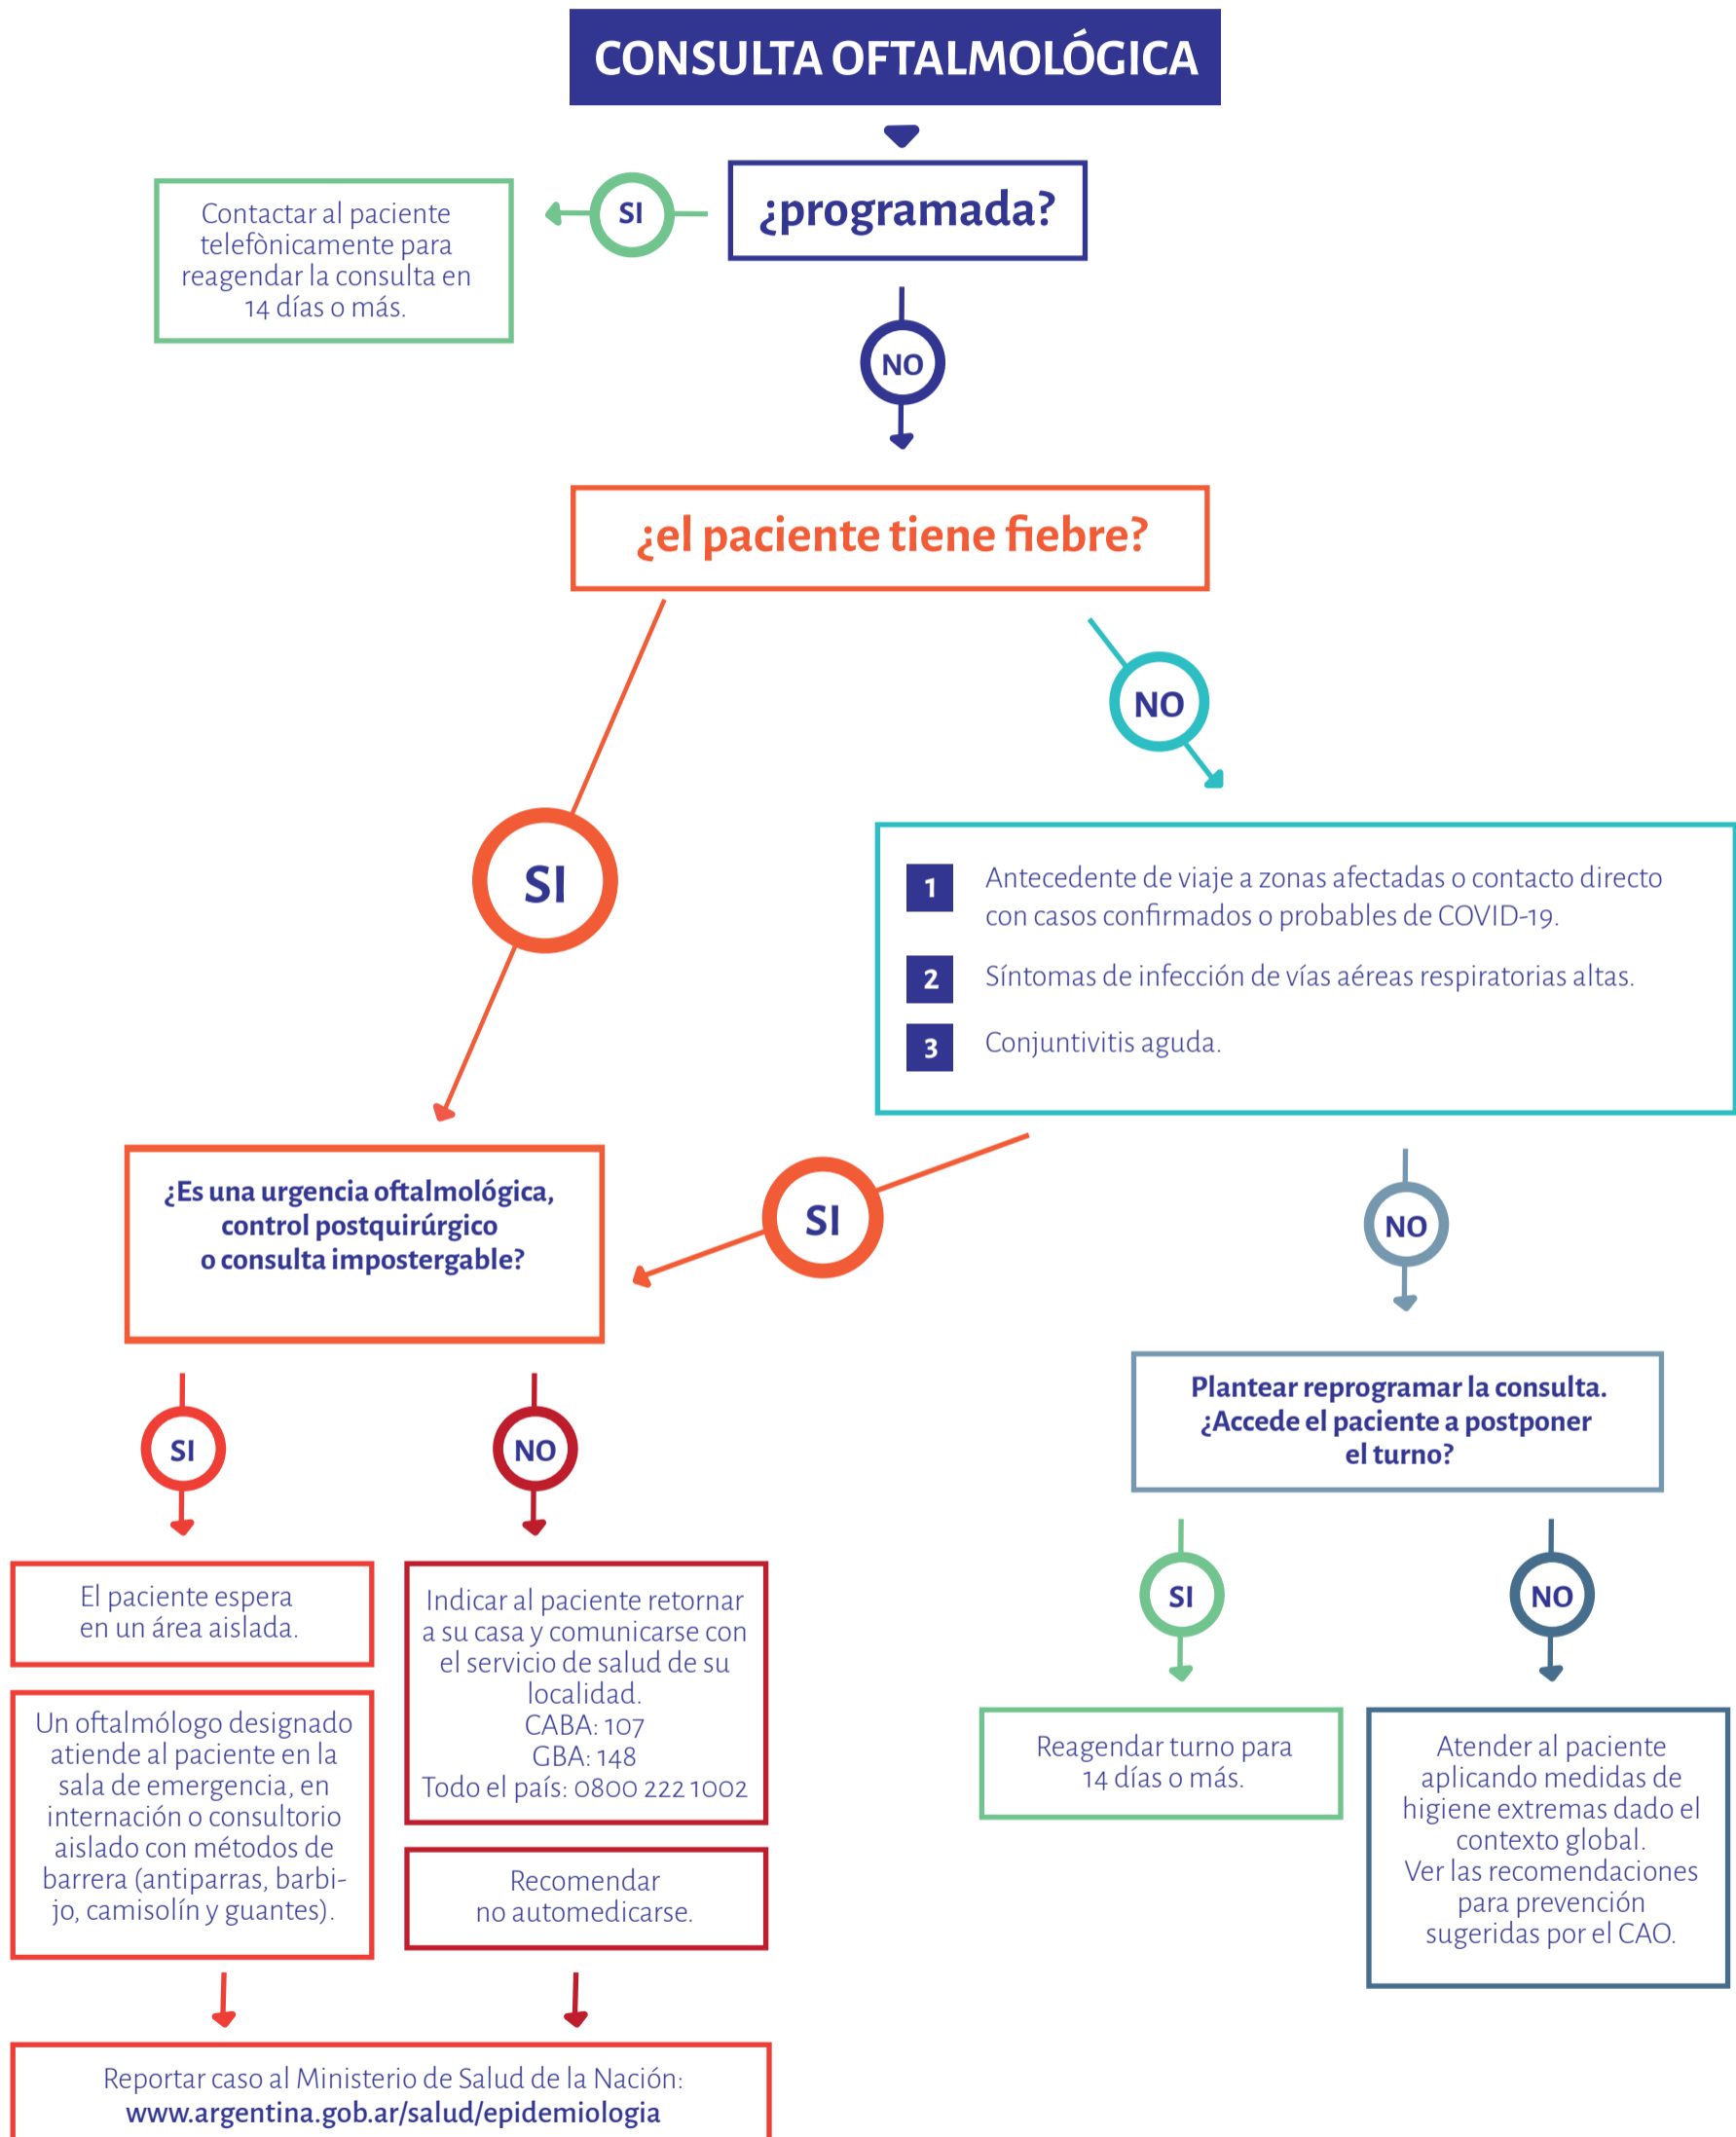 CONSULTA OFTALMOLÓGICA
¿programada?
SI
Contactar al paciente
telefònicamente para
reagendar la consulta en
14 días o más.
NO
¿el paciente tiene fiebre?
NO
SI
1 Antecedente de viaje a zonas afectadas o contacto directo
con casos confirmados o probables de COVID-19.
2 Síntomas de infección de vías aéreas respiratorias altas.
3 Conjuntivitis aguda.
¿Es una urgencia oftalmológica,
control postquirúrgico
o consulta impostergable?
SI
NO
Plantear reprogramar la consulta.
¿Accede el paciente a postponer
el turno?
SI
NO
El paciente espera
en un área aislada.
Un oftalmólogo designado
atiende al paciente en la
sala de emergencia, en
internación o consultorio
aislado con métodos de
barrera (antiparras, barbi-
jo, camisolín y guantes).
Indicar al paciente retornar
a su casa y comunicarse con
el servicio de salud de su
localidad.
CABA: 107
GBA: 148
Todo el país: 0800 222 1002
Recomendar
no automedicarse.
SI
NO
Reagendar turno para
14 días o más.
Atender al paciente
aplicando medidas de
higiene extremas dado el
contexto global.
Ver las recomendaciones
para prevención
sugeridas por el CAO.
Reportar caso al Ministerio de Salud de la Nación:
www.argentina.gob.ar/salud/epidemiologia